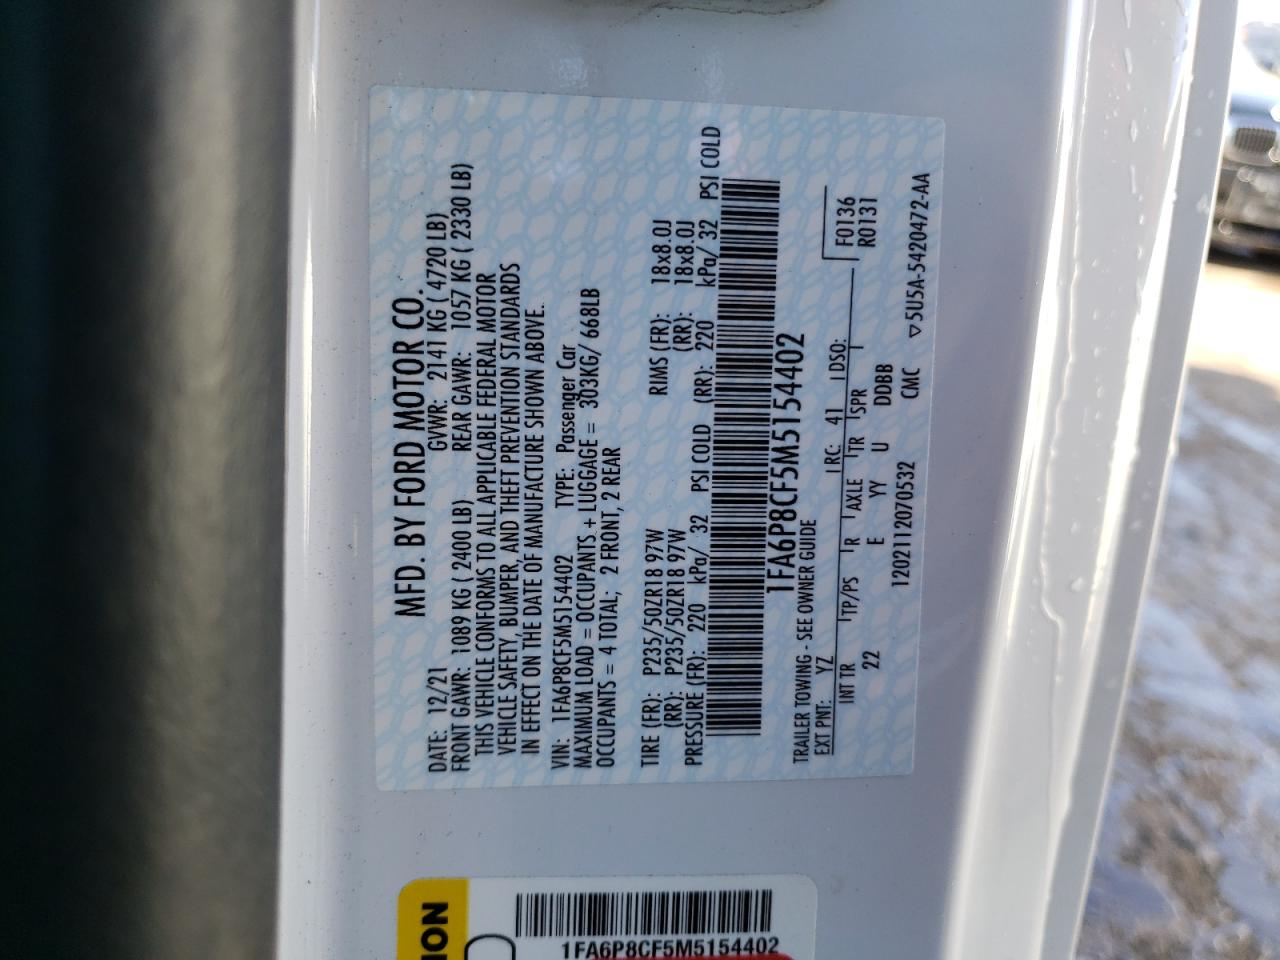 MFD. BY FORD MOTOR CO.
DATE: 12/21 GVWR: 2141 KG ( 4720 LB)
FRONT GAWR: 1089 KG ( 2400 LB) REAR GAWR: 1057 KG ( 2330 LB)
THIS VEHICLE CONFORMS TO ALL APPLICABLE FEDERAL MOTOR
VEHICLE SAFETY, BUMPER, AND THEFT PREVENTION STANDARDS
IN EFFECT ON THE DATE OF MANUFACTURE SHOWN ABOVE.
VIN: 1FA6P8CF5M5154402 TYPE: Passenger Car
MAXIMUM LOAD = OCCUPANTS + LUGGAGE = 303KG/ 668LB
OCCUPANTS = 4 TOTAL; 2 FRONT, 2 REAR
TIRE (FR): P235/50ZR18 97W RIMS (FR): 18x8.0J
(RR): P235/50ZR18 97W (RR): 18x8.0J
PRESSURE (FR): 220 kPa/ 32 PSI COLD (RR): 220 kPa/ 32 PSI COLD
1FA6P8CF5M5154402
TRAILER TOWING - SEE OWNER GUIDE
EXT PNT: YZ RC: 41 DSO: F0136
R0131
INT TR TP/PS R AXLE TR SPR
22 E YY U DDBB
1202112070532 CMC ▽5U5A-5420472-AA
ION
1FA6P8CF5M5154402